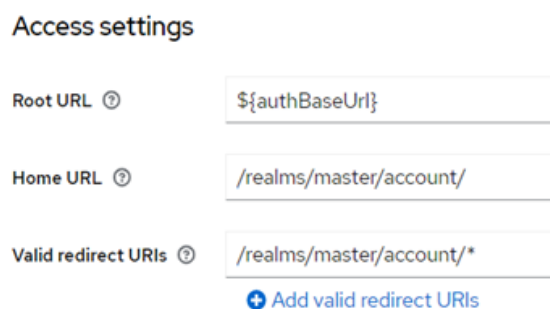 Access settings
Root URL
${authBaseUrl}
Home URL
/realms/master/account/
Valid redirect URIs
/realms/master/account/*
Add valid redirect URIs